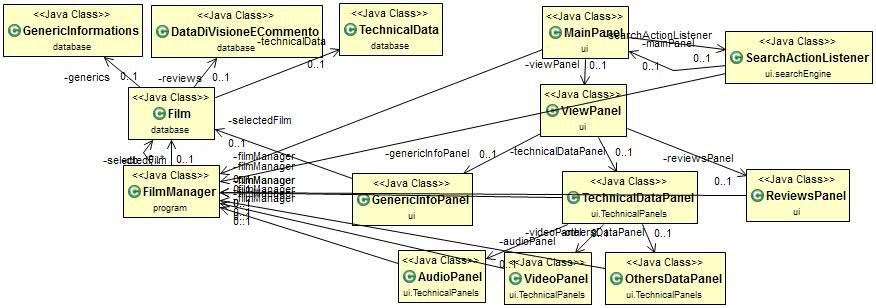 <<Java Class>>
GenericInformations
database
<<Java Class>>
DataDiVisioneECommento
database
<<Java Class>>
TechnicalData
database
<<Java Class>>
MainPanel
ui
<<Java Class>>
SearchActionListener
ui.searchEngine
-technicalData
0..1
-searchActionListener
0..1
-mainPanel
0..1
-generics
0..1
-reviews
0..1
-viewPanel
0..1
<<Java Class>>
Film
database
<<Java Class>>
ViewPanel
ui
-selectedFilm
0..1
-genericInfoPanel
0..1
-technicalDataPanel
0..1
-reviewsPanel
0..1
0..1
0..1
-filmManager
-filmManager
-filmManager
-filmManager
-filmManager
0..1
<<Java Class>>
FilmManager
program
<<Java Class>>
GenericInfoPanel
ui
<<Java Class>>
TechnicalDataPanel
ui.TechnicalPanels
<<Java Class>>
ReviewsPanel
ui
-audioPanel
0..1
-videoPanel
0..1
-othersDataPanel
0..1
<<Java Class>>
AudioPanel
ui.TechnicalPanels
<<Java Class>>
VideoPanel
ui.TechnicalPanels
<<Java Class>>
OthersDataPanel
ui.TechnicalPanels